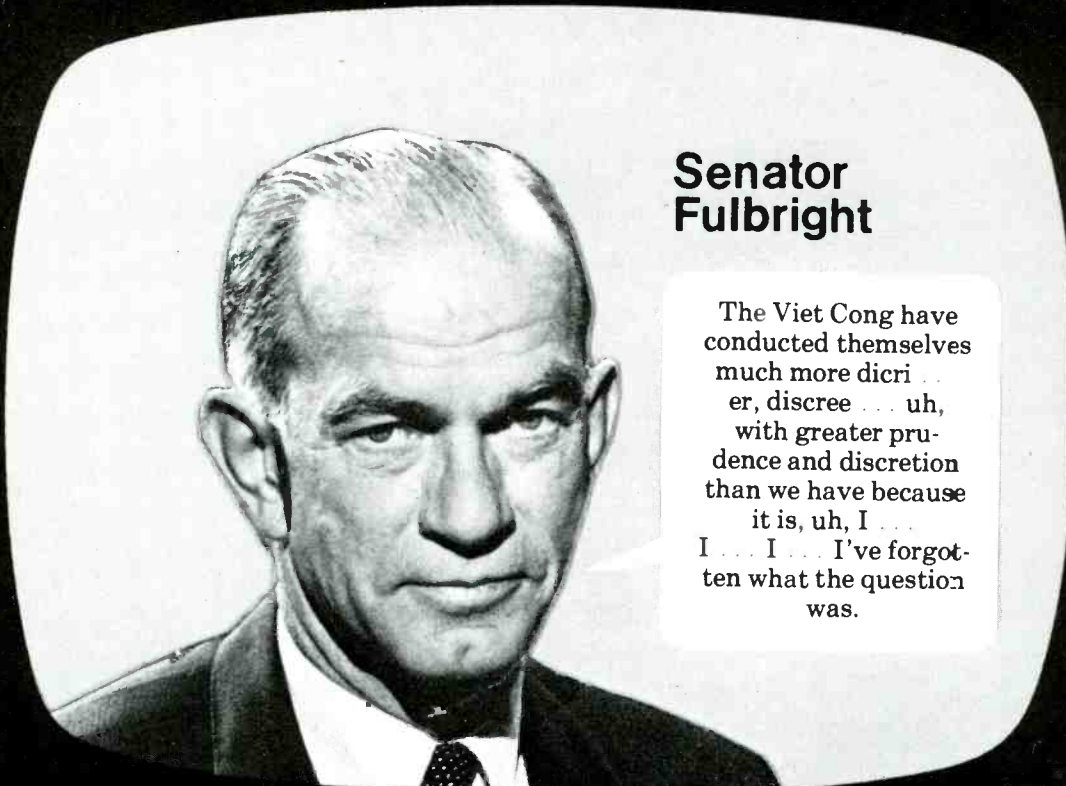 Senator
Fulbright
The Viet Cong have
conducted themselves
much more dicri . .
er, discree . . . uh,
with greater pru-
dence and discretion
than we have because
it is, uh, I . . .
I . . . I . . . I've forgot-
ten what the question
was.